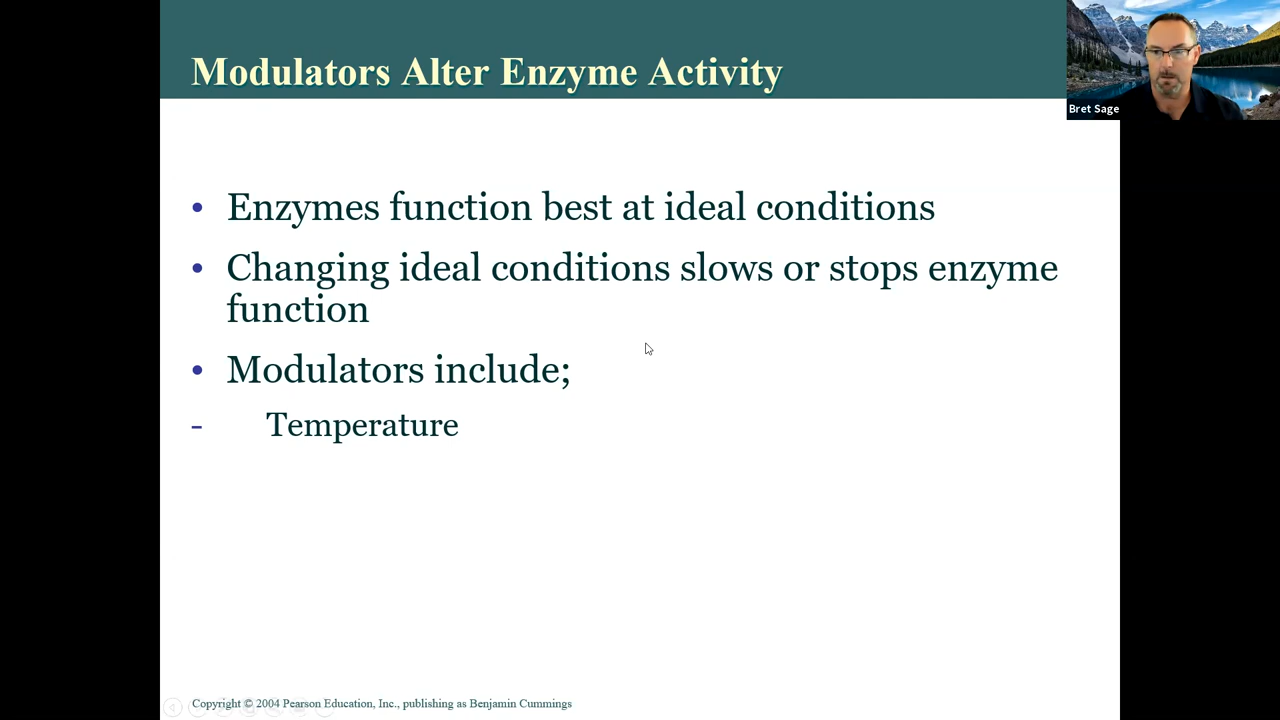 Modulators Alter Enzyme Activity
Bret Sage
• Enzymes function best at ideal conditions
• Changing ideal conditions slows or stops enzyme
function
• Modulators include;
- Temperature
Copyright © 2004 Pearson Education, Inc., publishing as Benjamin Cummings